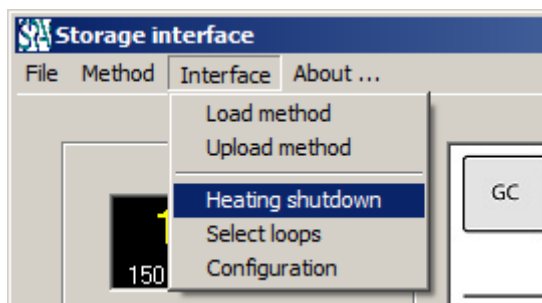 Storage interface
File Method Interface About ...
Load method
Upload method
Heating shutdown
Select loops
Configuration
GC
150